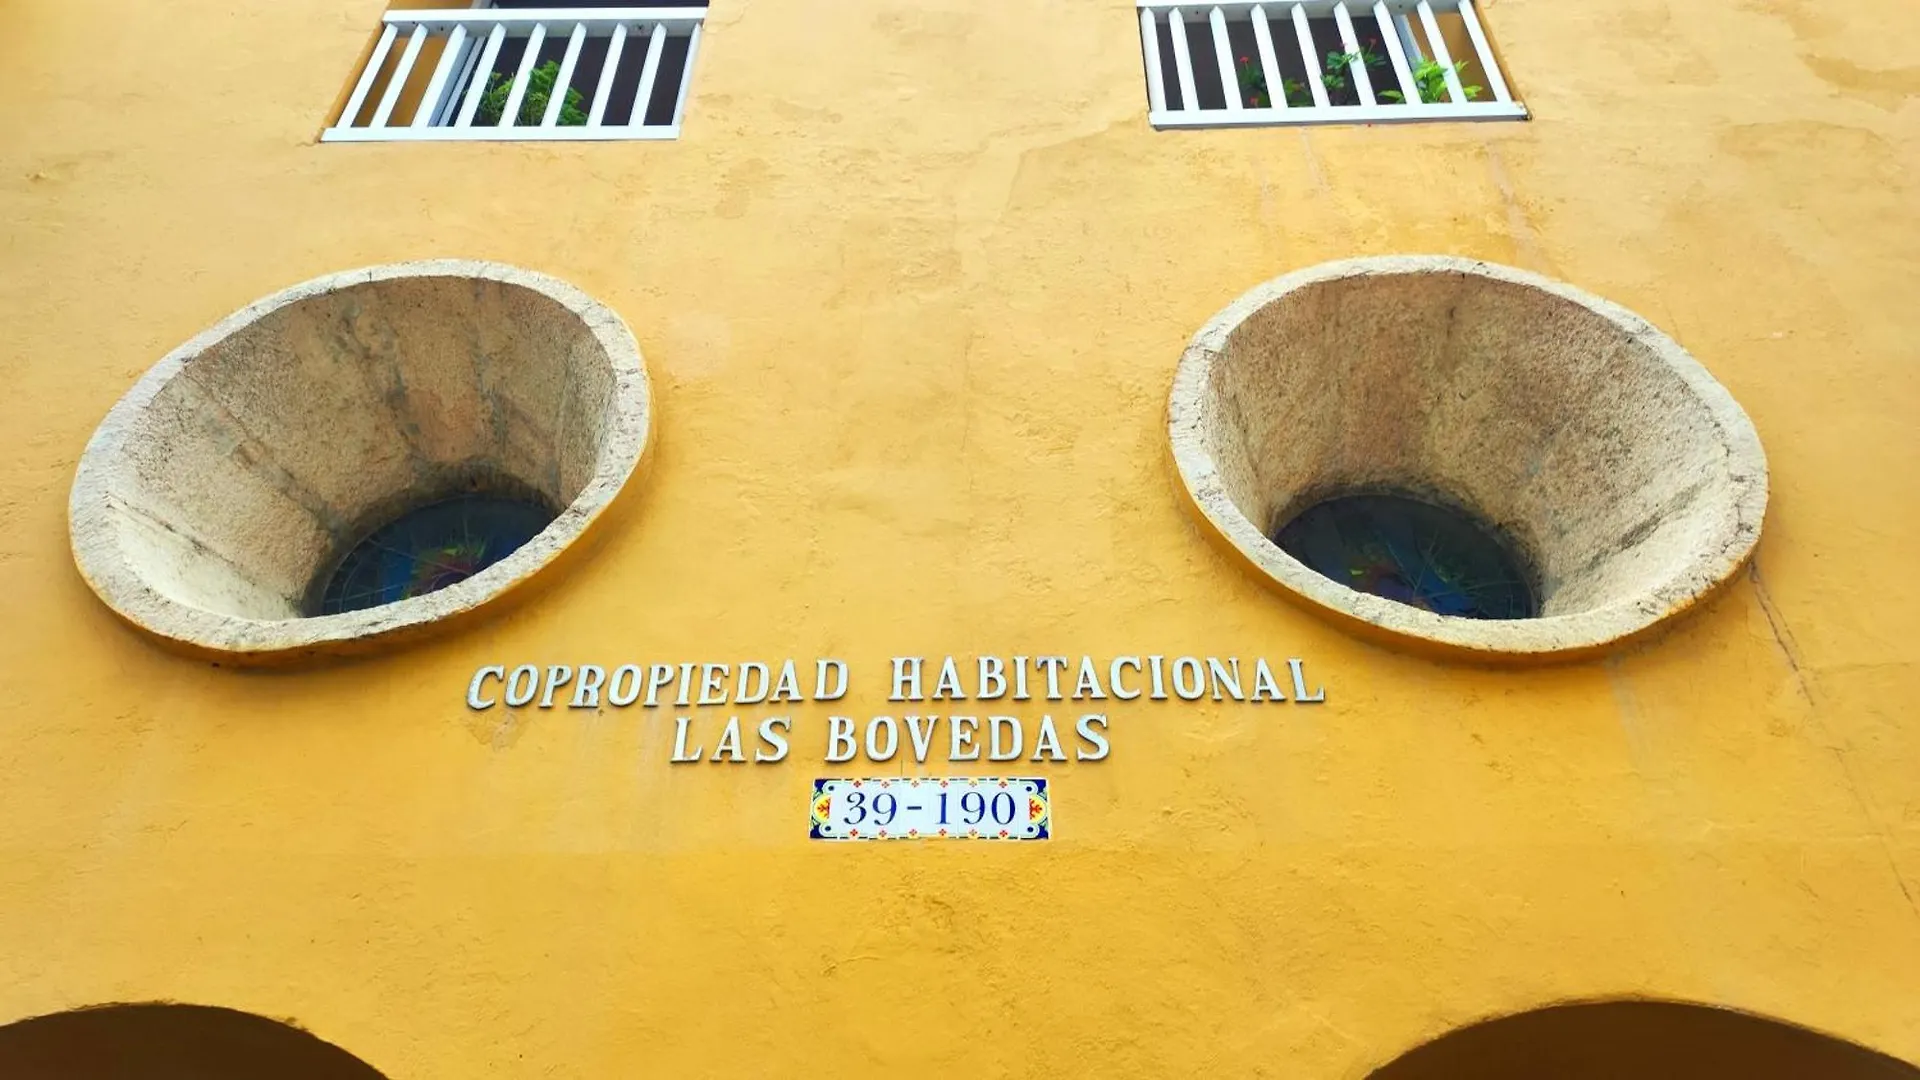 COPROPIEDAD HABITACIONAL
LAS BOVEDAS
39-190